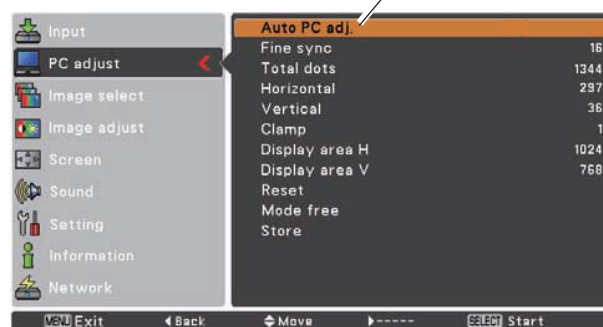 Input
PC adjust
Image select
Image adjust
Screen
Sound
Setting
Information
Network
Auto PC adj.
Fine sync 16
Total dots 1344
Horizontal 297
Vertical 36
Clamp 1
Display area H 1024
Display area V 768
Reset
Mode free
Store
MENU Exit ◀Back Move ▶----- SELECT Start